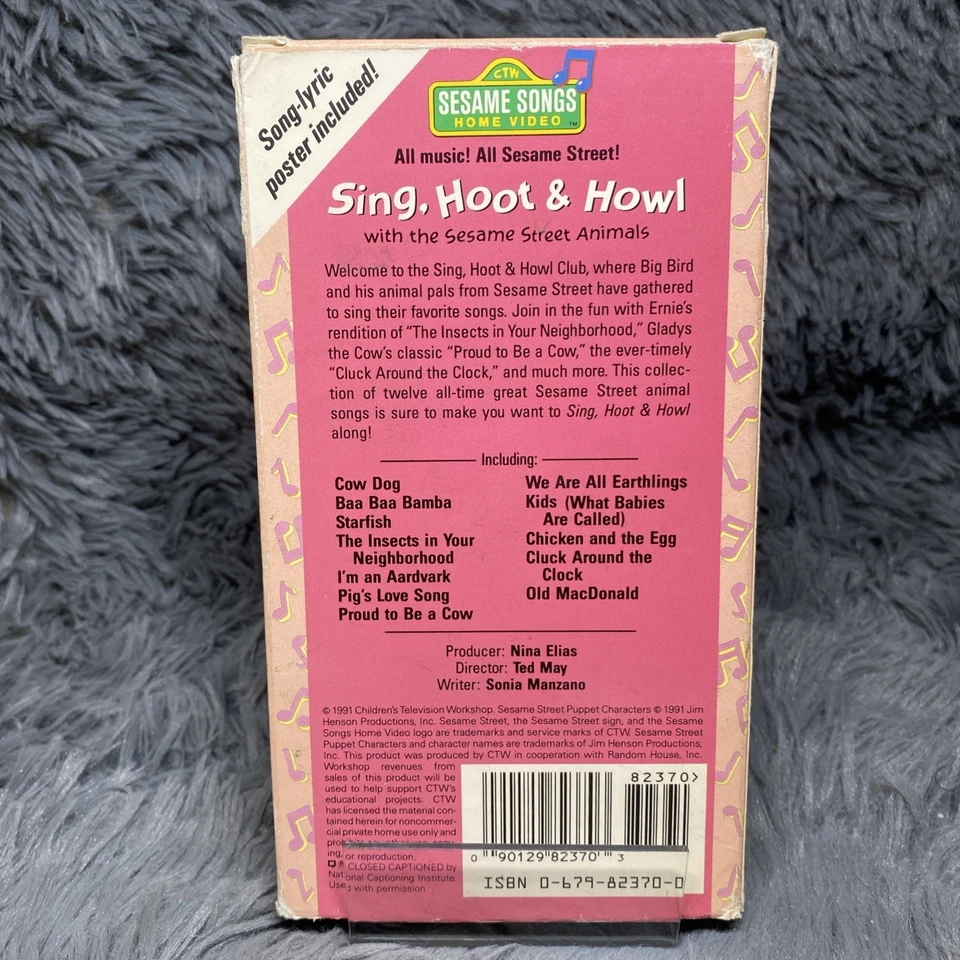 Song-lyric
poster included!
CTW
SESAME SONGS
HOME VIDEO ™
All music! All Sesame Street!
Sing, Hoot & Howl
with the Sesame Street Animals
Welcome to the Sing, Hoot & Howl Club, where Big Bird
and his animal pals from Sesame Street have gathered
to sing their favorite songs. Join in the fun with Ernie's
rendition of "The Insects in Your Neighborhood," Gladys
the Cow's classic "Proud to Be a Cow," the ever-timely
"Cluck Around the Clock," and much more. This collec-
tion of twelve all-time great Sesame Street animal
songs is sure to make you want to Sing, Hoot & Howl
along!
Including:
Cow Dog
Baa Baa Bamba
Starfish
The Insects in Your
Neighborhood
I'm an Aardvark
Pig's Love Song
Proud to Be a Cow
We Are All Earthlings
Kids (What Babies
Are Called)
Chicken and the Egg
Cluck Around the
Clock
Old MacDonald
Producer: Nina Elias
Director: Ted May
Writer: Sonia Manzano
© 1991 Children's Television Workshop. Sesame Street Puppet Characters © 1991 Jim
Henson Productions, Inc. Sesame Street, the Sesame Street sign, and the Sesame
Songs Home Video logo are trademarks and service marks of CTW. Sesame Street
Puppet Characters and character names are trademarks of Jim Henson Productions,
Inc. This product was produced by CTW in cooperation with Random House, Inc.
Workshop revenues from
sales of this product will be
used to help support CTW's
educational projects. CTW
has licensed the material con-
tained herein for noncommer-
cial private home use only and
or reproduction.
CLOSED CAPTIONED by
onal Captioning Institute.
with permission.
82370>
0 90129 82370 3
ISBN 0-679-82370-0